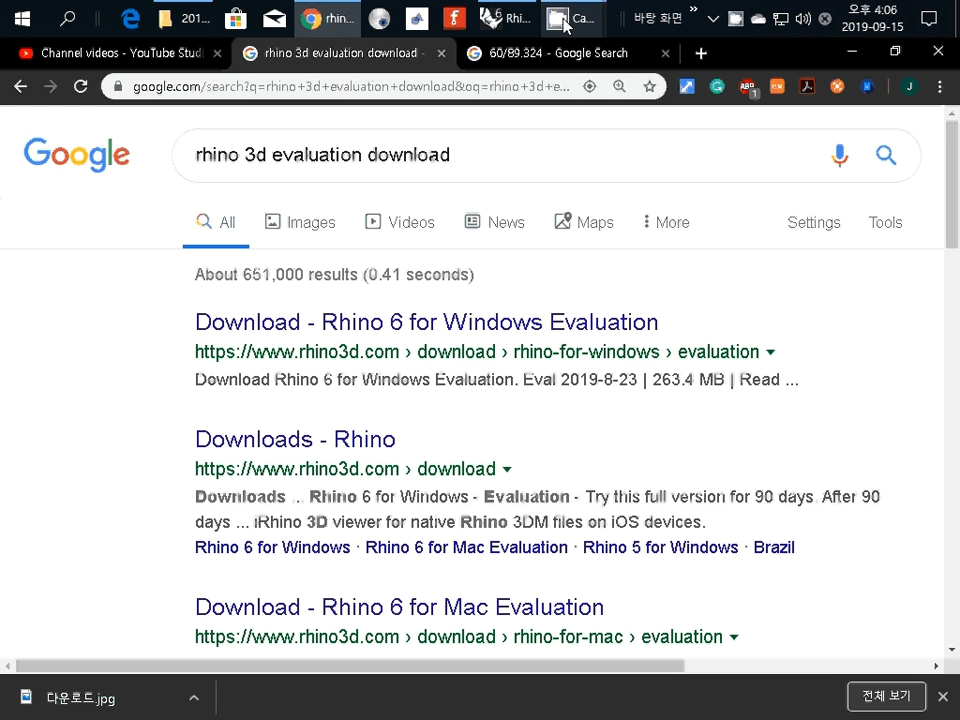 201...
rhin...
Rhi...
Ca...
바탕 화면
오후 4:06
2019-09-15
Channel videos - YouTube Studi
rhino 3d evaluation download -
60/89.324 - Google Search
google.com/search?q=rhino+3d+evaluation+download&oq=rhino+3d+e...
ABP
1
J
Google
rhino 3d evaluation download
All
Images
Videos
News
Maps
More
Settings
Tools
About 651,000 results (0.41 seconds)
Download - Rhino 6 for Windows Evaluation
https://www.rhino3d.com › download › rhino-for-windows › evaluation
Download Rhino 6 for Windows Evaluation. Eval 2019-8-23 | 263.4 MB | Read ...
Downloads - Rhino
https://www.rhino3d.com › download
Downloads ... Rhino 6 for Windows - Evaluation - Try this full version for 90 days. After 90
days ... iRhino 3D viewer for native Rhino 3DM files on iOS devices.
Rhino 6 for Windows · Rhino 6 for Mac Evaluation · Rhino 5 for Windows · Brazil
Download - Rhino 6 for Mac Evaluation
https://www.rhino3d.com › download › rhino-for-mac › evaluation
다운로드.jpg
전체 보기